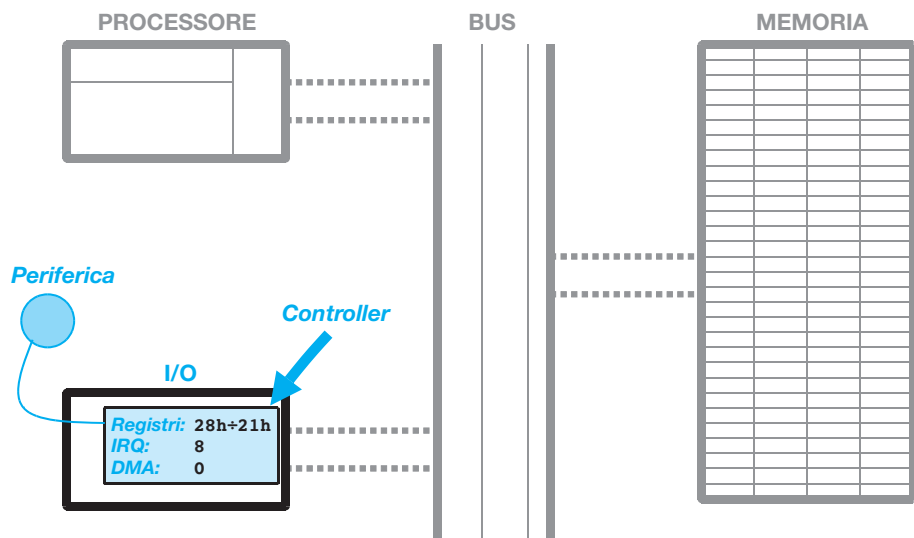 PROCESSORE
BUS
MEMORIA
Periferica
Controller
I/O
Registri: 28h÷21h
IRQ: 8
DMA: 0